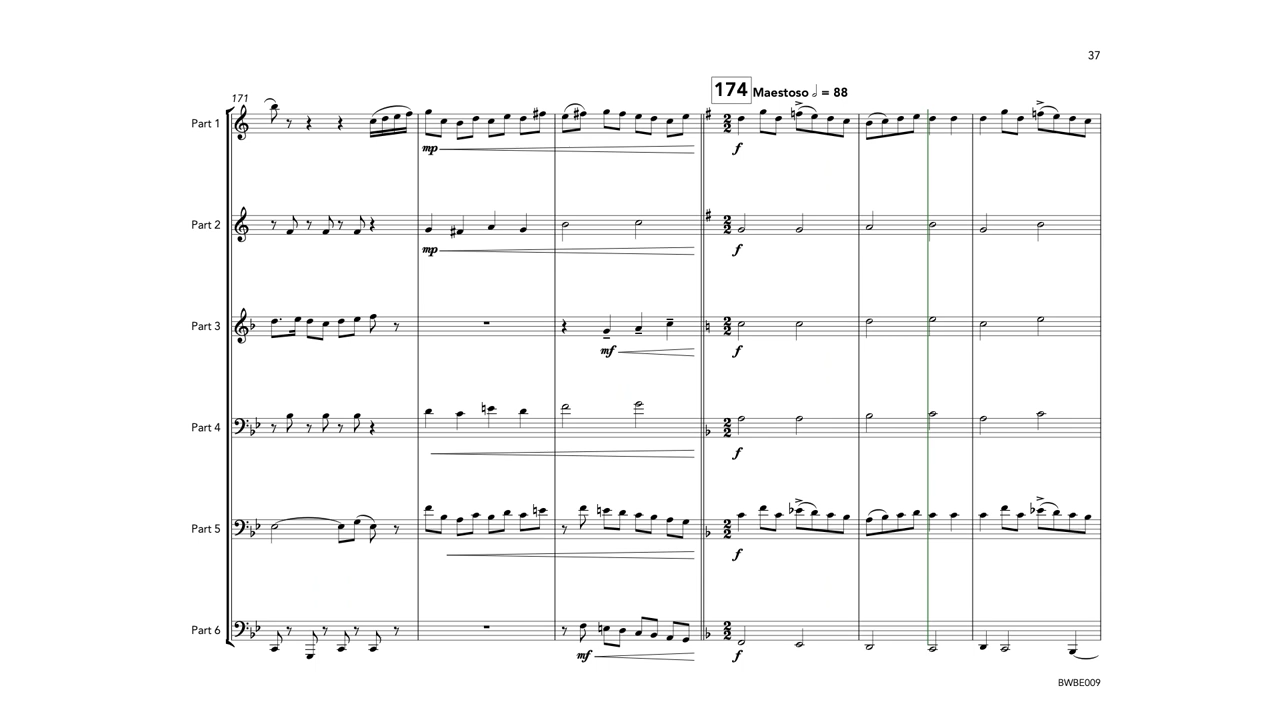 37
174 Maestoso 𝅗𝅥 = 88
171
Part 1
mp
f
Part 2
mp
f
Part 3
mf
f
Part 4
f
Part 5
f
Part 6
mf
f
BWBE009